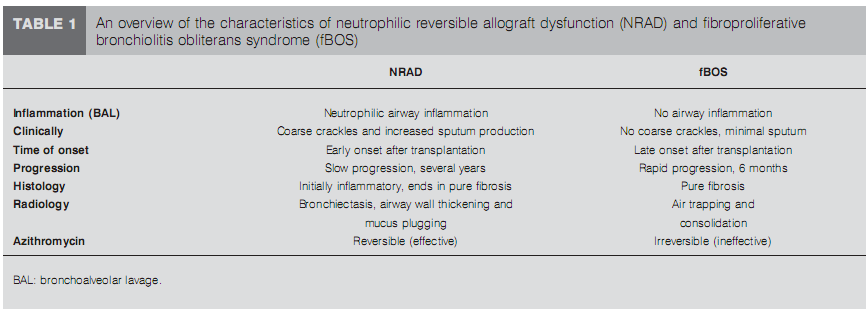 TABLE 1 An overview of the characteristics of neutrophilic reversible allograft dysfunction (NRAD) and fibroproliferative
bronchiolitis obliterans syndrome (fBOS)
NRAD fBOS
Inflammation (BAL) Neutrophilic airway inflammation No airway inflammation
Clinically Coarse crackles and increased sputum production No coarse crackles, minimal sputum
Time of onset Early onset after transplantation Late onset after transplantation
Progression Slow progression, several years Rapid progression, 6 months
Histology Initially inflammatory, ends in pure fibrosis Pure fibrosis
Radiology Bronchiectasis, airway wall thickening and Air trapping and
mucus plugging consolidation
Azithromycin Reversible (effective) Irreversible (ineffective)
BAL: bronchoalveolar lavage.